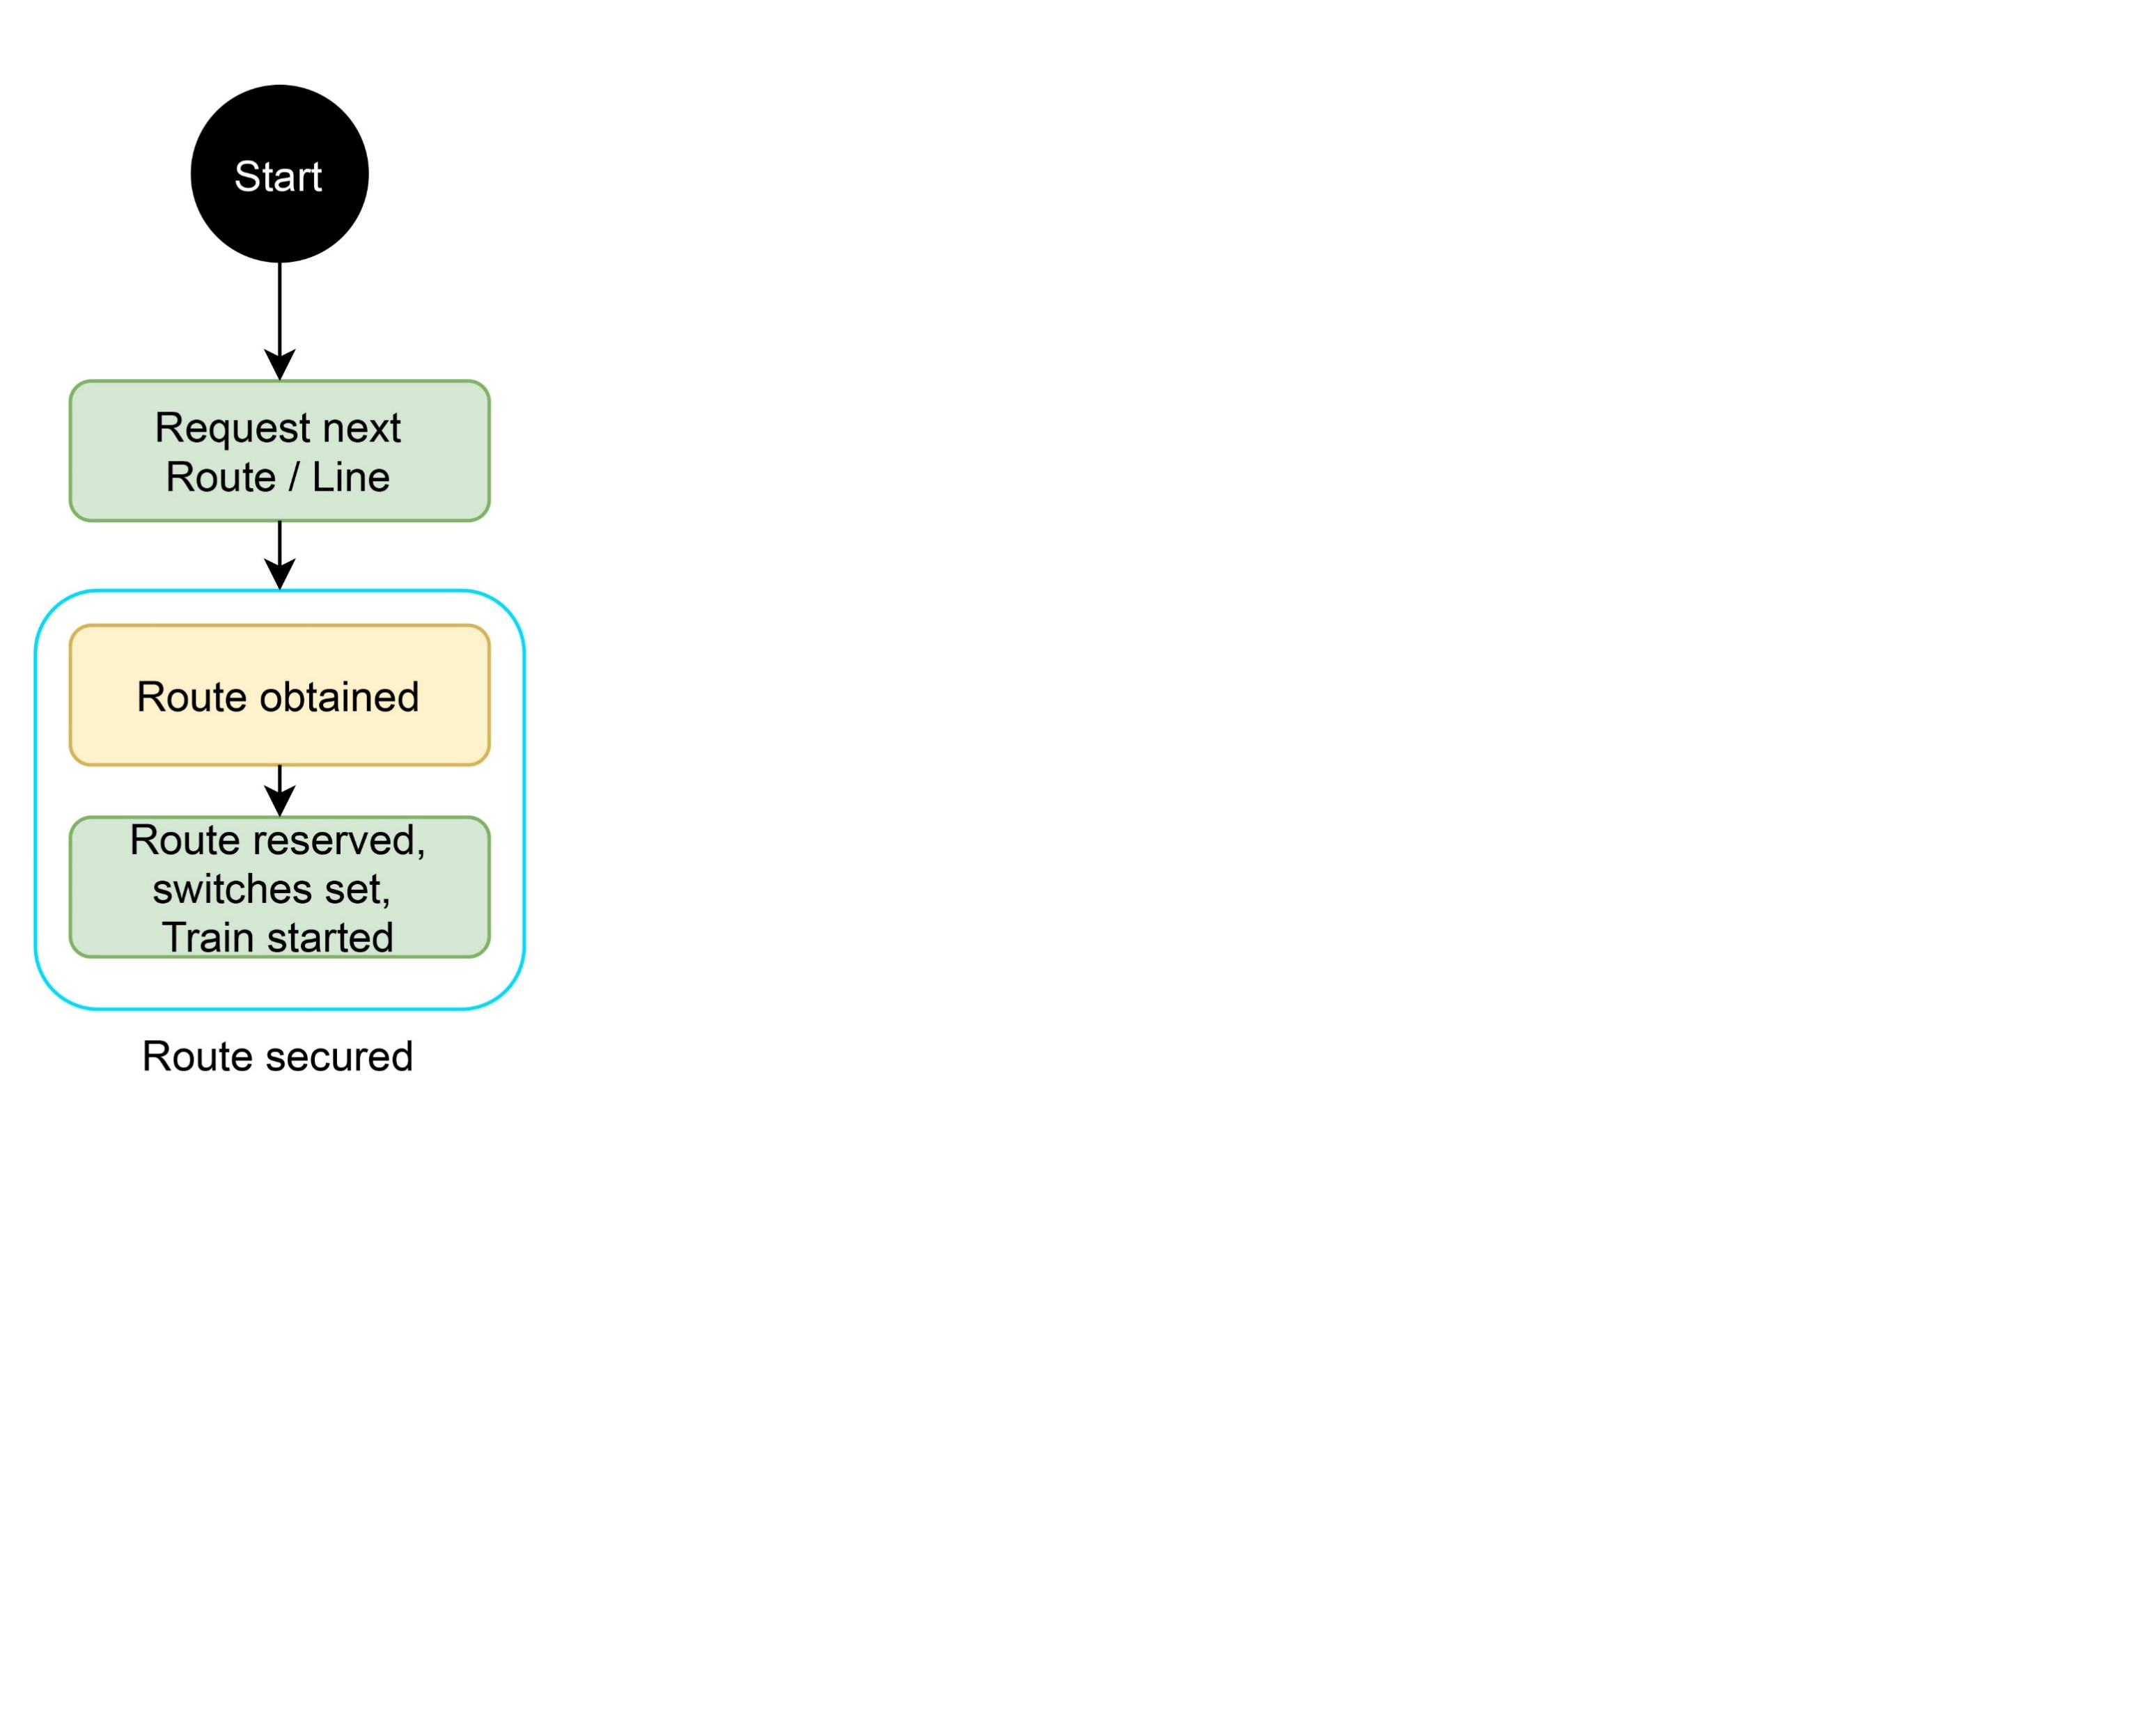 Start
Request next
Route / Line
Route obtained
Route reserved,
switches set,
Train started
Route secured